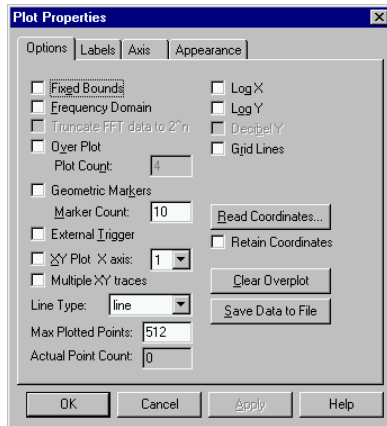 Plot Properties
Options Labels Axis Appearance
Fixed Bounds
Frequency Domain
Truncate FFT data to 2^n
Over Plot
Plot Count: 4
Geometric Markers
Marker Count: 10
External Trigger
XY Plot X axis: 1
Multiple XY traces
Line Type: line
Max Plotted Points: 512
Actual Point Count: 0
Log X
Log Y
Decibel Y
Grid Lines
Read Coordinates...
Retain Coordinates
Clear Overplot
Save Data to File
OK Cancel Apply Help